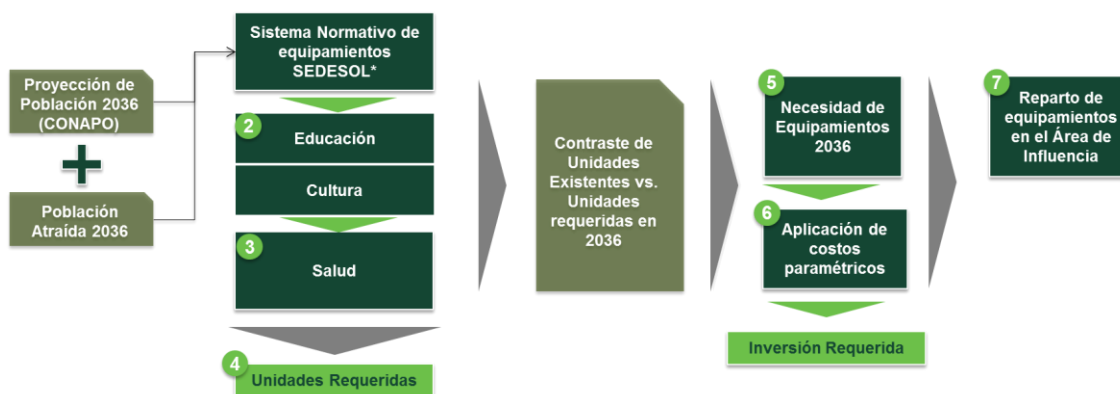 Proyección de
Población 2036
(CONAPO)
Población
Atraída 2036
Sistema Normativo de
equipamientos
SEDESOL*
2
Educación
Cultura
3
Salud
4
Unidades Requeridas
Contraste de
Unidades
Existentes vs.
Unidades
requeridas en
2036
5
Necesidad de
Equipamientos
2036
6
Aplicación de
costos
paramétricos
Inversión Requerida
7
Reparto de
equipamientos
en el Área de
Influencia